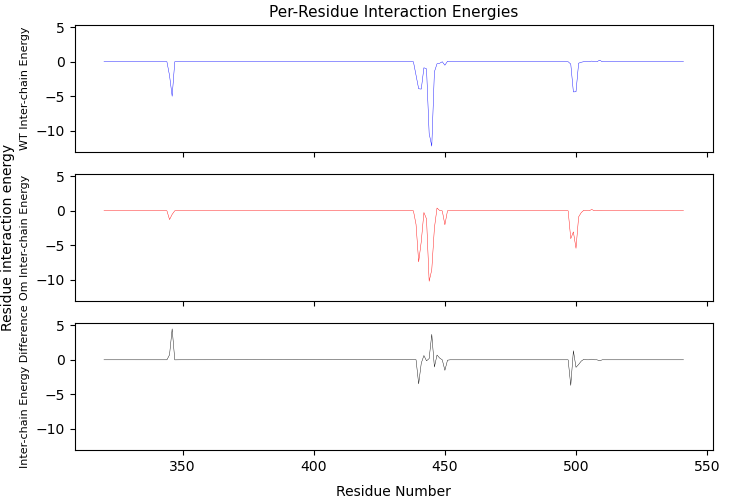 Per-Residue Interaction Energies
Residue interaction energy
WT Inter-chain Energy
5
0
−5
−10
Om Inter-chain Energy
5
0
−5
−10
Inter-chain Energy Difference
5
0
−5
−10
350
400
450
500
550
Residue Number